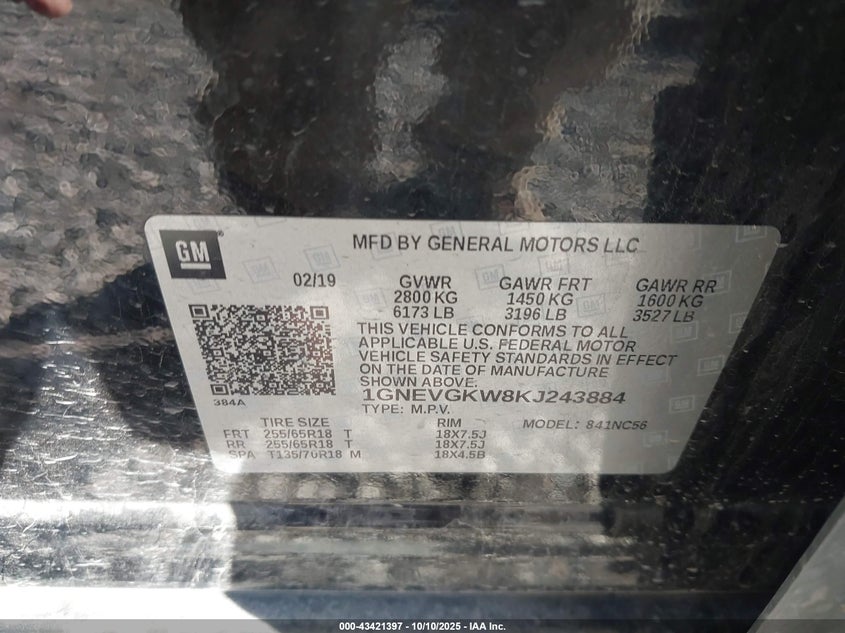 GM
MFD BY GENERAL MOTORS LLC
02/19 GVWR GAWR FRT GAWR RR
2800 KG 1450 KG 1600 KG
6173 LB 3196 LB 3527 LB
THIS VEHICLE CONFORMS TO ALL
APPLICABLE U.S. FEDERAL MOTOR
VEHICLE SAFETY STANDARDS IN EFFECT
ON THE DATE OF MANUFACTURE
SHOWN ABOVE.
384A
1GNEVGKW8KJ243884
TYPE: M.P.V.
TIRE SIZE RIM MODEL: 841NC56
FRT 255/65R18 T 18X7.5J
RR 255/65R18 T 18X7.5J
SPA T135/70R18 M 18X4.5B
000-43421397 - 10/10/2025 - IAA Inc.